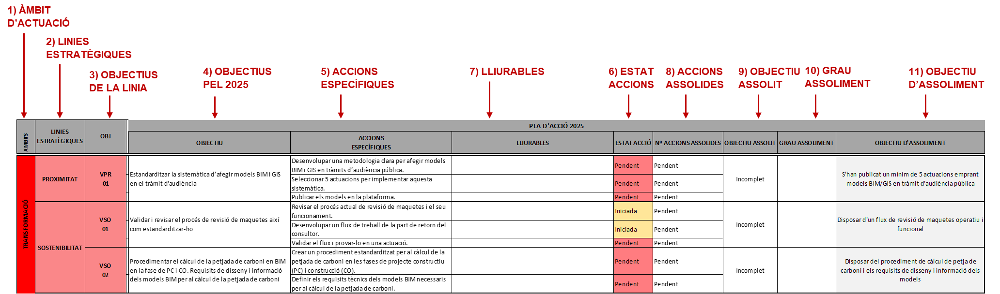 1) ÀMBIT
D’ACTUACIÓ
2) LINIES
ESTRATÈGIQUES
3) OBJECTIUS
DE LA LINIA
4) OBJECTIUS
PEL 2025
5) ACCIONS
ESPECÍFIQUES
7) LLIURABLES
6) ESTAT
ACCIONS
8) ACCIONS
ASSOLIDES
9) OBJECTIU
ASSOLIT
10) GRAU
ASSOLIMENT
11) OBJECTIU
D’ASSOLIMENT
ÀMBITS
LINIES
ESTRATÈGIQUES
OBJ
PLA D'ACCIÓ 2025
OBJECTIU
ACCIONS
ESPECÍFIQUES
LLIURABLES
ESTAT ACCIÓ
Nº ACCIONS ASSOLIDES
OBJECTIU ASSOLIT
GRAU ASSOLIMENT
OBJECTIU D'ASSOLIMENT
TRANSFORMACIÓ
PROXIMITAT
VPR
01
Estandarditzar la sistemàtica d’afegir models BIM i GIS
en el tràmit d'audiència
Desenvolupar una metodologia clara per afegir models
BIM i GIS en tràmits d’audiència pública.
Pendent
Pendent
Seleccionar 5 actuacions per implementar aquesta
sistemàtica.
Pendent
Pendent
Publicar els models en la plataforma.
Pendent
Pendent
Incomplet
S'han publicat un mínim de 5 actuacions emprant
models BIM/GIS en tràmit d'audiència pública
SOSTENIBILITAT
VSO
01
Validar i revisar el procés de revisió de maquetes així
com estandarditzar-ho
Revisar el procés actual de revisió de maquetes i el seu
funcionament.
Iniciada
Pendent
Desenvolupar un flux de treball de la part de retorn del
consultor.
Iniciada
Pendent
Validar el flux i provar-lo en una actuació.
Pendent
Pendent
Incomplet
Disposar d'un flux de revisió de maquetes operatiu i
funcional
VSO
02
Procedimentar el càlcul de la petjada de carboni en BIM
en la fase de PC i CO. Requisits de disseny i informació
dels models BIM per al càlcul de la petjada de carboni
Crear un procediment estandarditzat per al càlcul de la
petjada de carboni en les fases de projecte constructiu
(PC) i construcció (CO).
Pendent
Pendent
Definir els requisits tècnics dels models BIM necessaris
per al càlcul de la petjada de carboni.
Pendent
Pendent
Incomplet
Disposar del procediment de càlcul de petja de
carboni i els requisits de disseny i informació dels
models